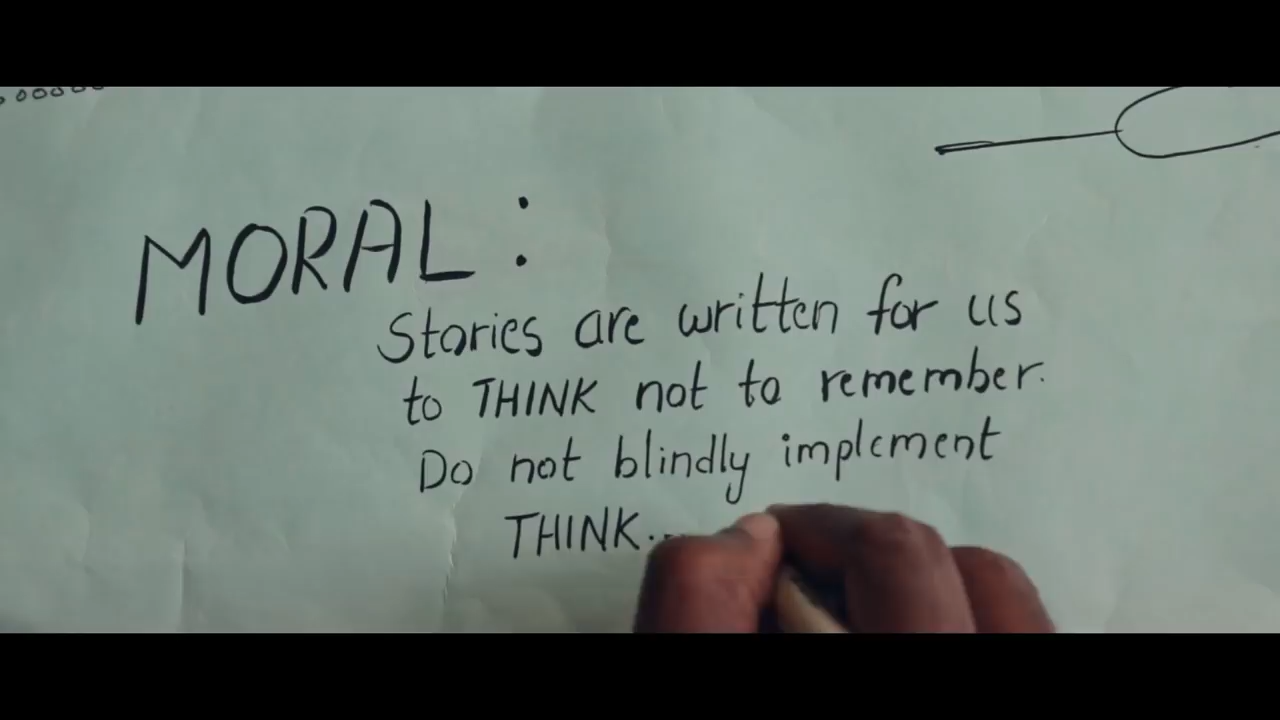 MORAL :
Stories are written for us
to THINK not to remember.
Do not blindly implement
THINK...